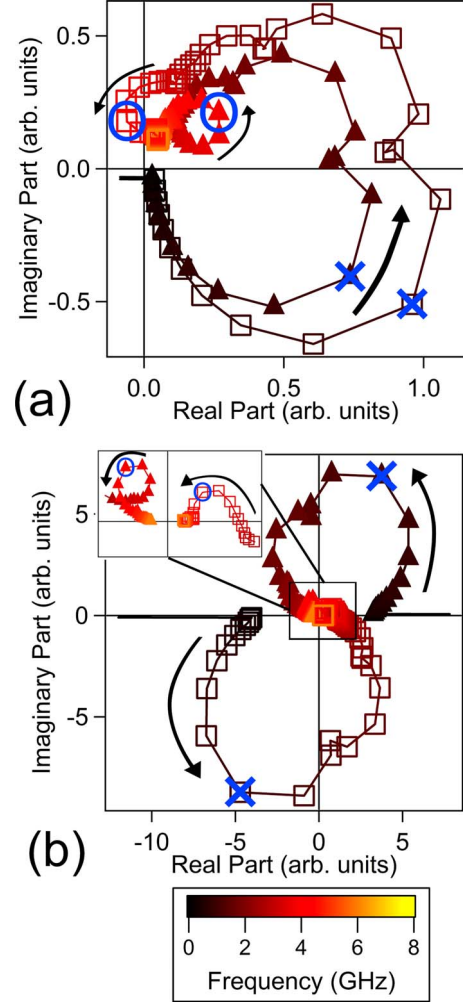 0.5
0.0
-0.5
Imaginary Part (arb. units)
0.0
0.5
1.0
Real Part (arb. units)
(a)
5
0
-5
Imaginary Part (arb. units)
-10
-5
0
5
Real Part (arb. units)
(b)
0
2
4
6
8
Frequency (GHz)